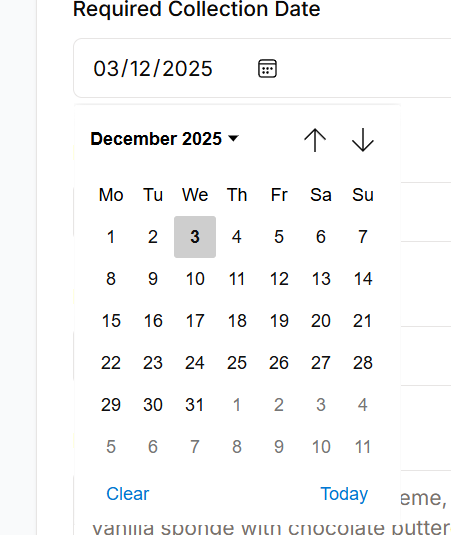 Required Collection Date
03/12/2025
December 2025
Mo Tu We Th Fr Sa Su
1 2 3 4 5 6 7
8 9 10 11 12 13 14
15 16 17 18 19 20 21
22 23 24 25 26 27 28
29 30 31 1 2 3 4
5 6 7 8 9 10 11
Clear Today
eme,
vanilla sponge with chocolate butter